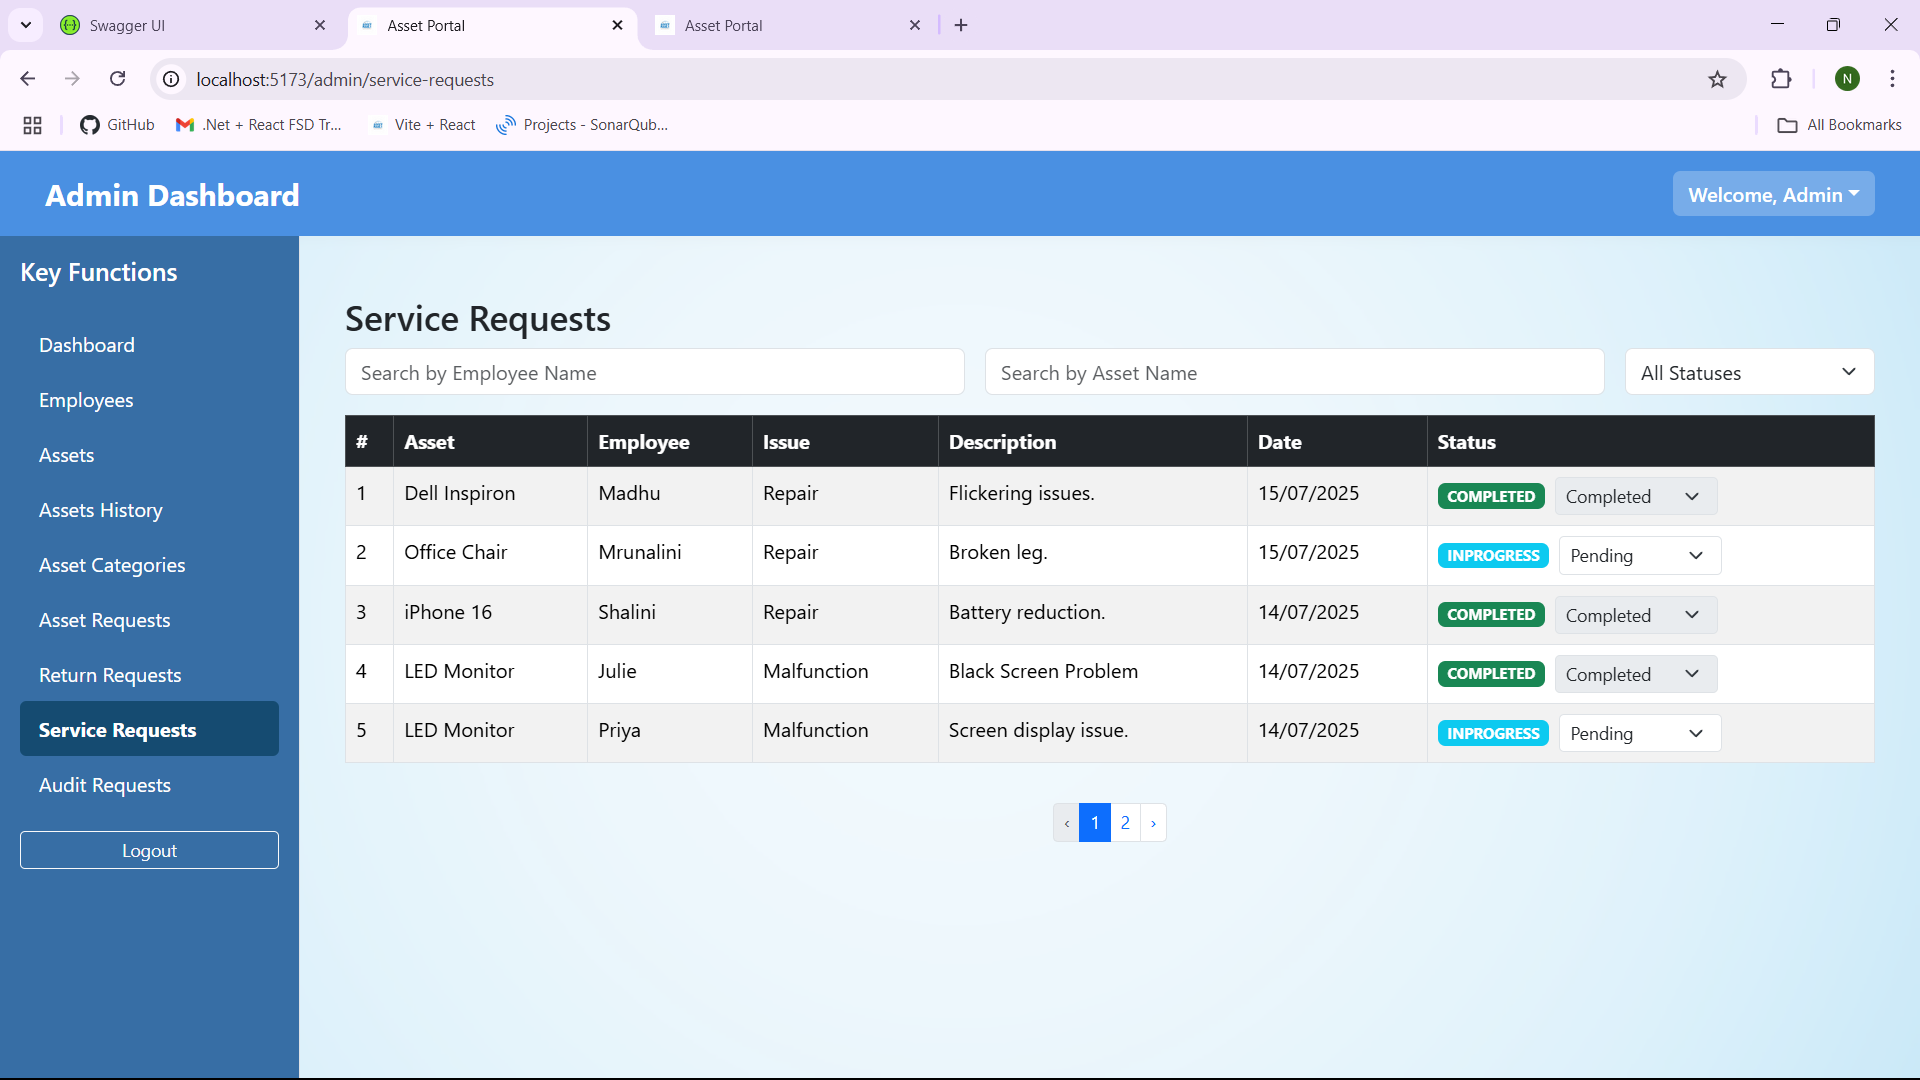 Swagger UI
Asset Portal
Asset Portal
localhost:5173/admin/service-requests
N
GitHub
.Net + React FSD Tr...
Vite + React
Projects - SonarQub...
All Bookmarks
Admin Dashboard
Welcome, Admin
Key Functions
Dashboard
Employees
Assets
Assets History
Asset Categories
Asset Requests
Return Requests
Service Requests
Audit Requests
Logout
Service Requests
Search by Employee Name
Search by Asset Name
All Statuses
# Asset Employee Issue Description Date Status
1 Dell Inspiron Madhu Repair Flickering issues. 15/07/2025 COMPLETED Completed
2 Office Chair Mrunalini Repair Broken leg. 15/07/2025 INPROGRESS Pending
3 iPhone 16 Shalini Repair Battery reduction. 14/07/2025 COMPLETED Completed
4 LED Monitor Julie Malfunction Black Screen Problem 14/07/2025 COMPLETED Completed
5 LED Monitor Priya Malfunction Screen display issue. 14/07/2025 INPROGRESS Pending
‹ 1 2 ›